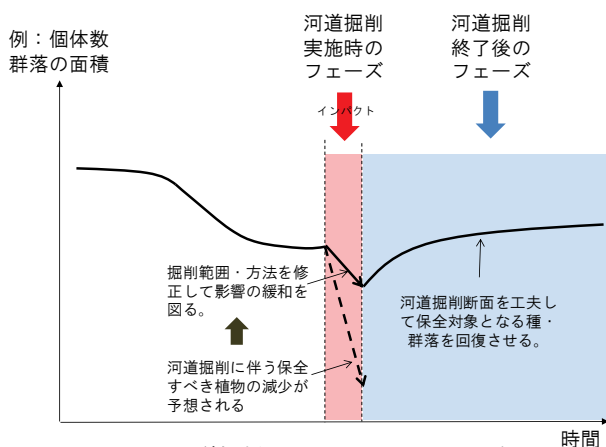 例：個体数
群落の面積
河道掘削
実施時の
フェーズ
河道掘削
終了後の
フェーズ
インパクト
掘削範囲・方法を修
正して影響の緩和を
図る。
河道掘削に伴う保全
すべき植物の減少が
予想される
河道掘削断面を工夫し
て保全対象となる種・
群落を回復させる。
時間